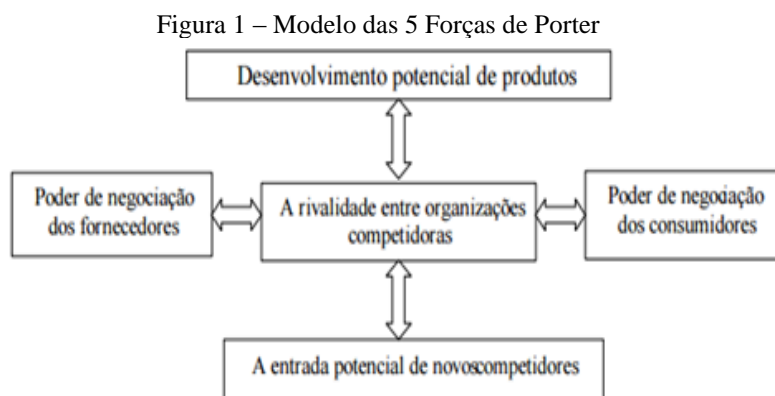 Figura 1 – Modelo das 5 Forças de Porter
Desenvolvimento potencial de produtos
Poder de negociação
dos fornecedores
A rivalidade entre organizações
competidoras
Poder de negociação
dos consumidores
A entrada potencial de novoscompetidores